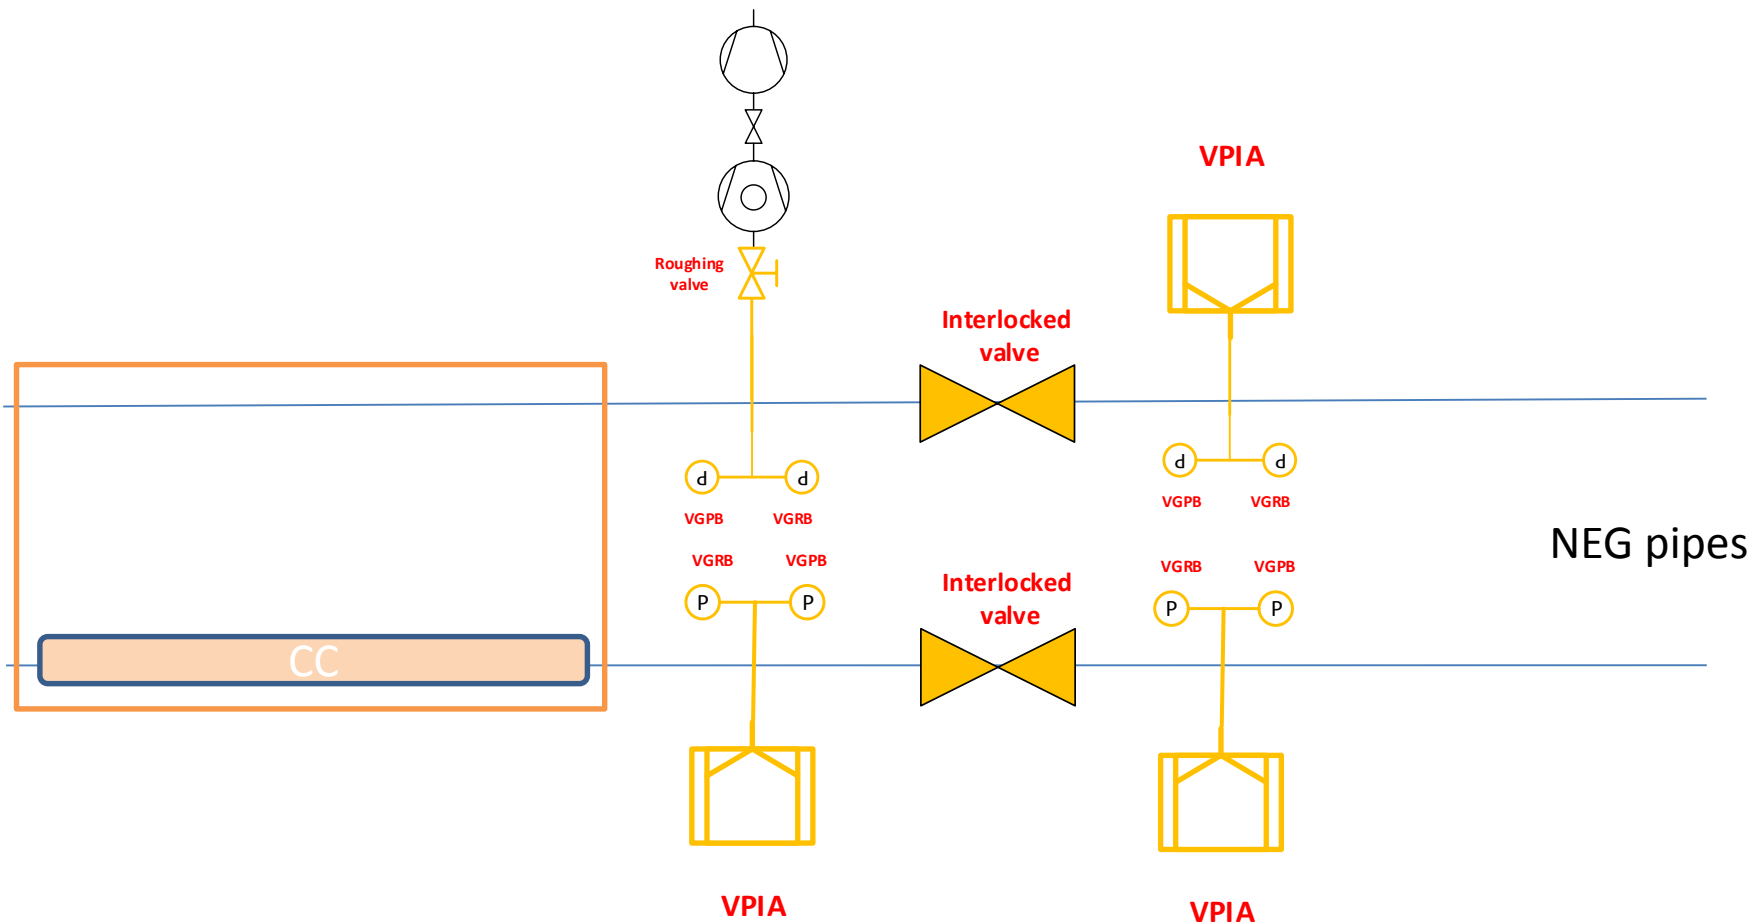 VPIA
Roughing
valve
Interlocked
valve
P P
P P
VGPB VGRB
VGPB VGRB
NEG pipes
VGRB VGPB
VGRB VGPB
Interlocked
valve
P P
P P
CC
VPIA
VPIA